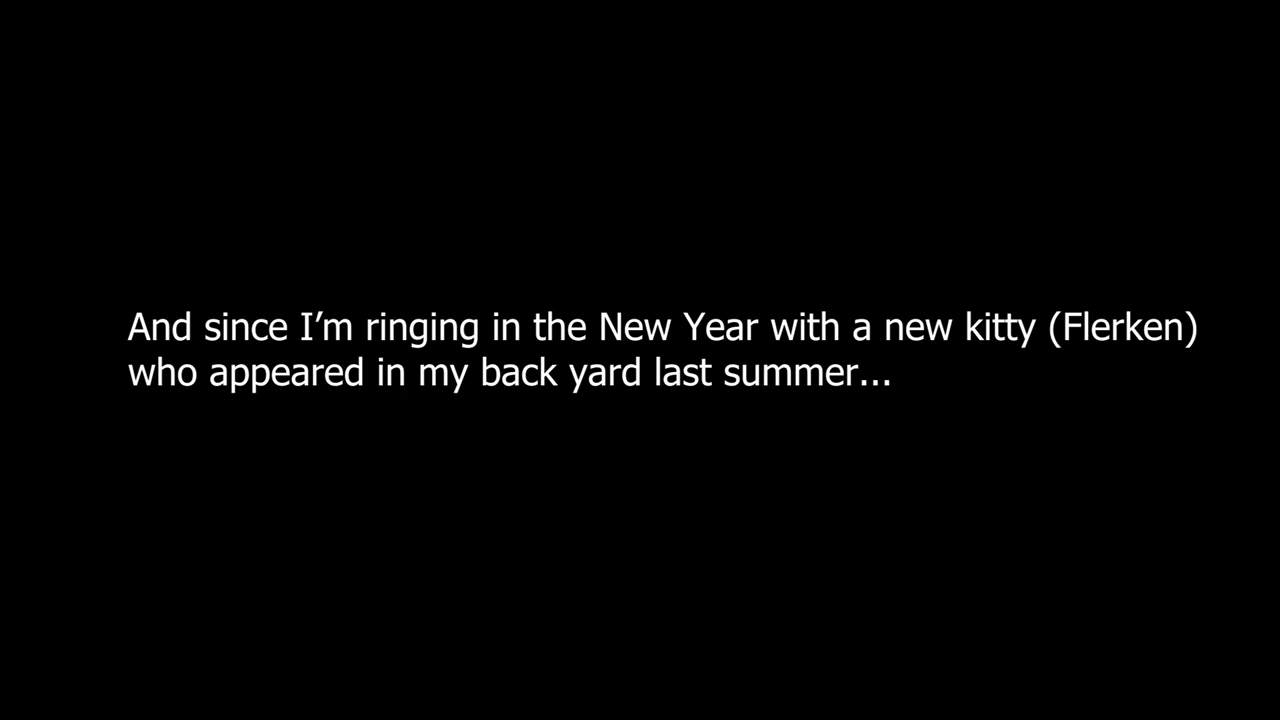 And since I’m ringing in the New Year with a new kitty (Flerken)
who appeared in my back yard last summer...